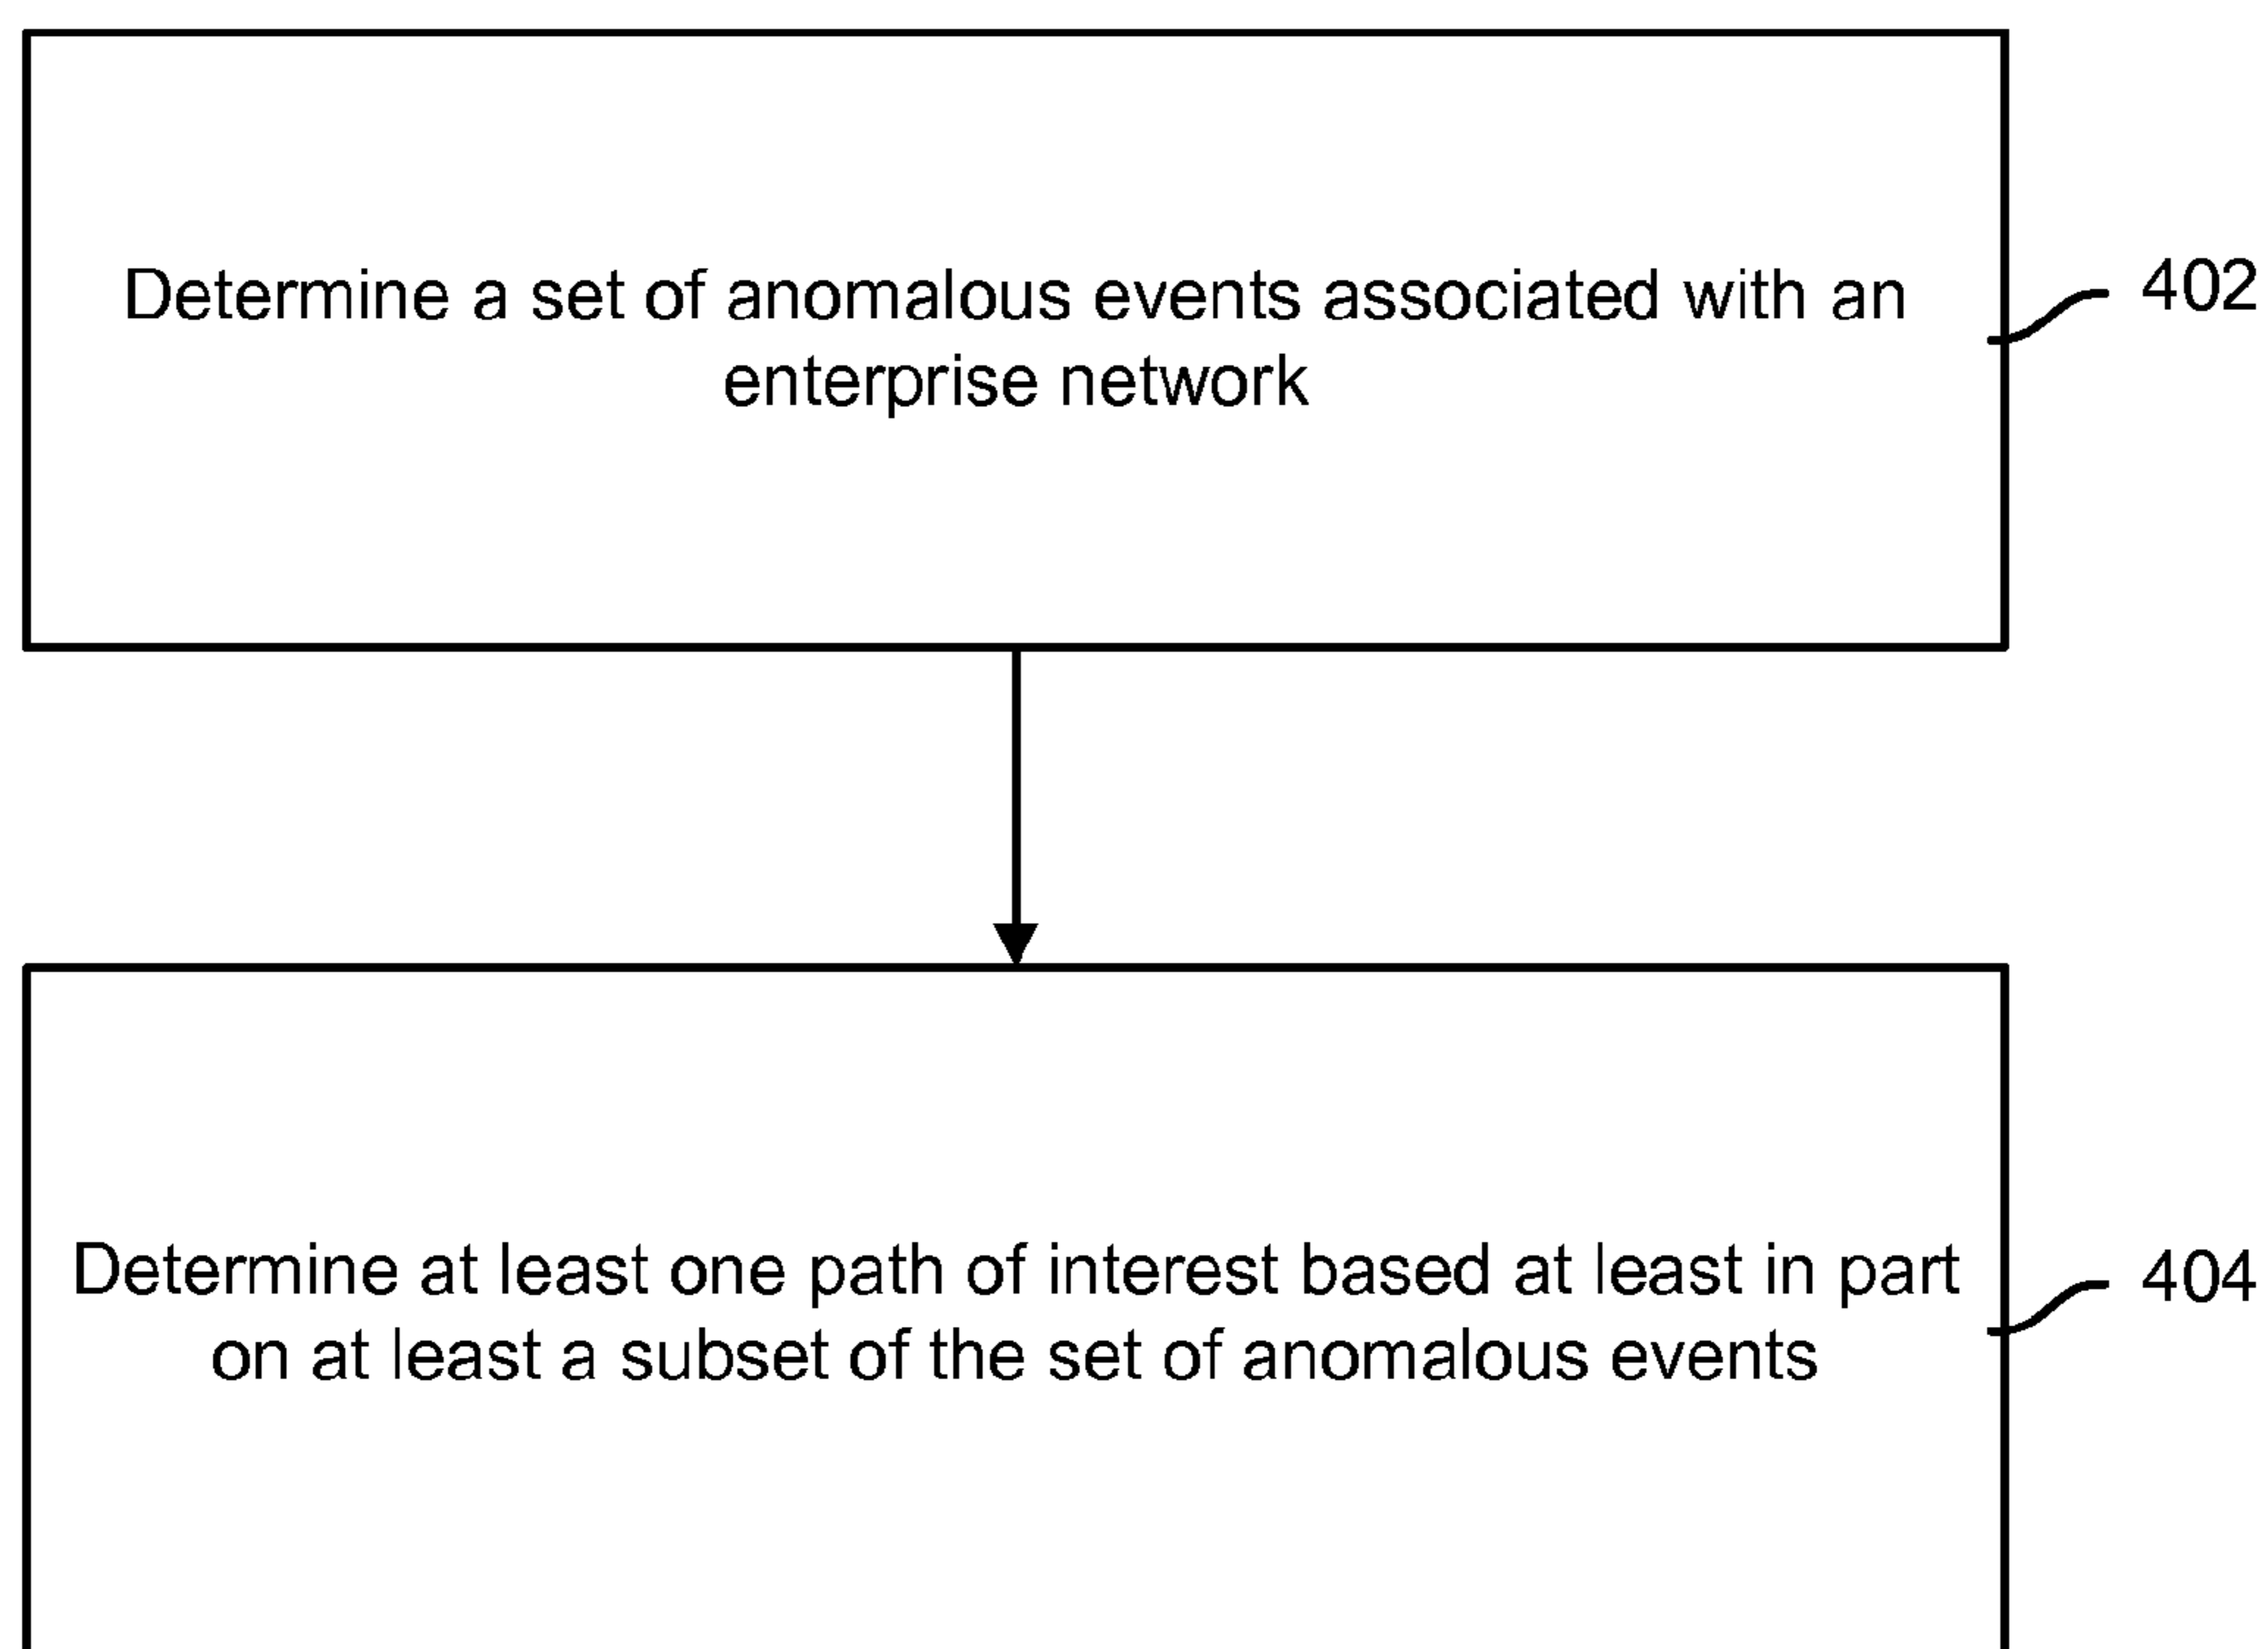 Determine a set of anomalous events associated with an
enterprise network
402
Determine at least one path of interest based at least in part
on at least a subset of the set of anomalous events
404